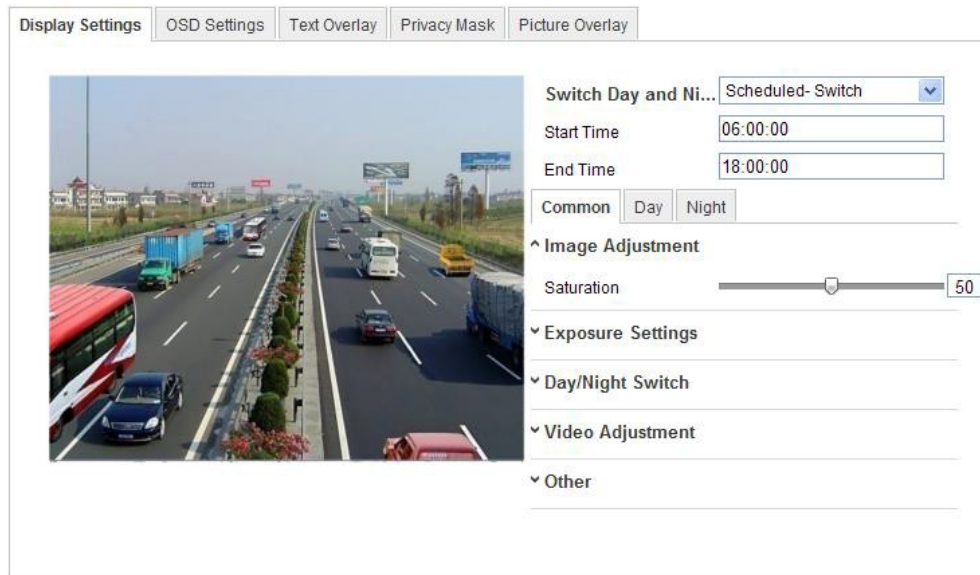 Display Settings OSD Settings Text Overlay Privacy Mask Picture Overlay
Switch Day and Ni... Scheduled- Switch
Start Time 06:00:00
End Time 18:00:00
Common Day Night
Image Adjustment
Saturation 50
Exposure Settings
Day/Night Switch
Video Adjustment
Other